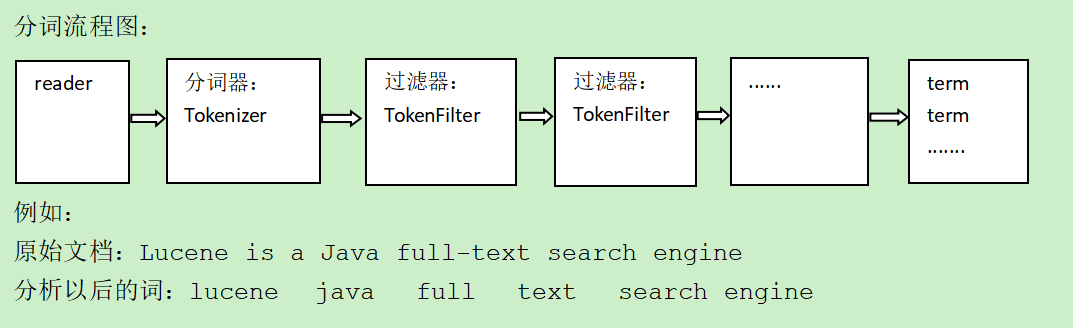 分词流程图：
reader
分词器：
Tokenizer
过滤器：
TokenFilter
过滤器：
TokenFilter
......
term
term
.......
例如：
原始文档：Lucene is a Java full-text search engine
分析以后的词：lucene java full text search engine